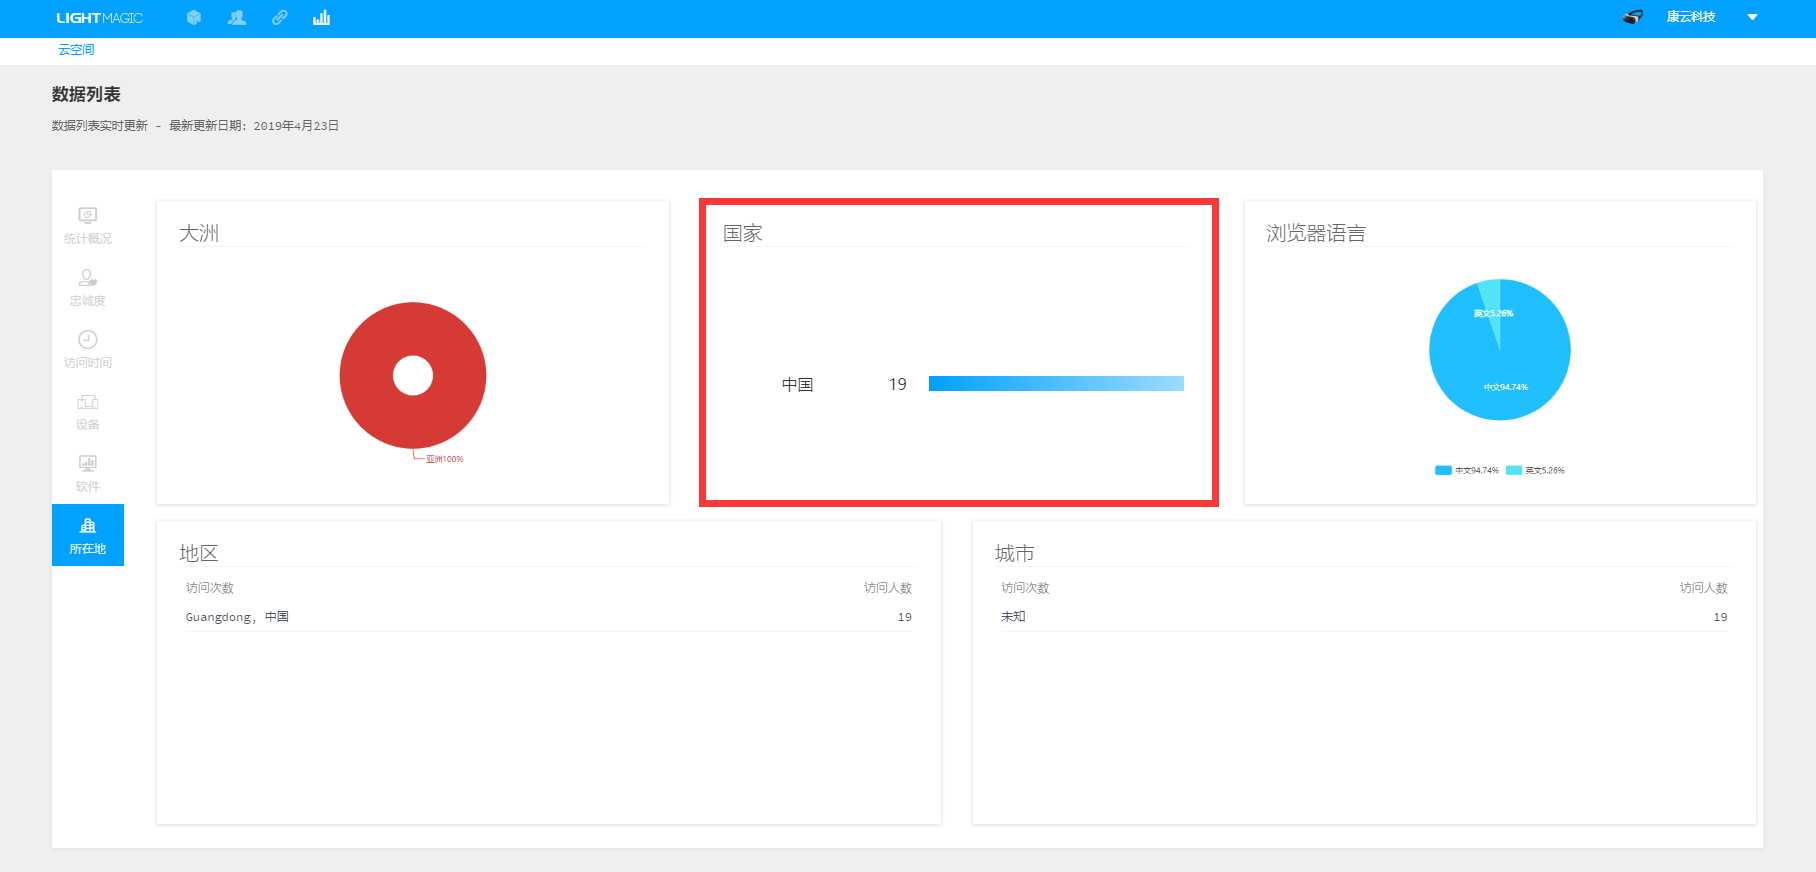 LIGHTMAGIC
康云科技
云空间
数据列表
数据列表实时更新 - 最新更新日期: 2019年4月23日
统计概况
忠诚度
访问时间
设备
软件
所在地
大洲
亚洲100%
国家
中国 19
浏览器语言
英文5.26%
中文94.74%
中文94.74% 英文5.26%
地区
访问次数 访问人数
Guangdong, 中国 19
城市
访问次数 访问人数
未知 19